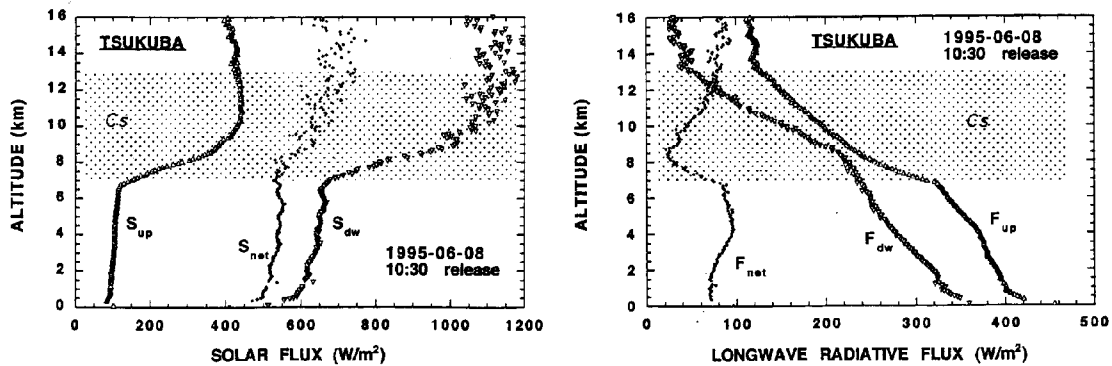 16
14
12
10
8
6
4
2
0
ALTITUDE (km)
TSUKUBA
Cs
S up
S net
S dw
1995-06-08
10:30 release
0 200 400 600 800 1000 1200
SOLAR FLUX (W/m²)
16
14
12
10
8
6
4
2
0
ALTITUDE (km)
TSUKUBA
1995-06-08
10:30 release
Cs
F up
F dw
F net
0 100 200 300 400 500
LONGWAVE RADIATIVE FLUX (W/m²)